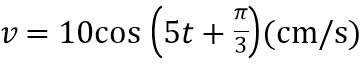 v = 10cos (5t + π/3)(cm/s)